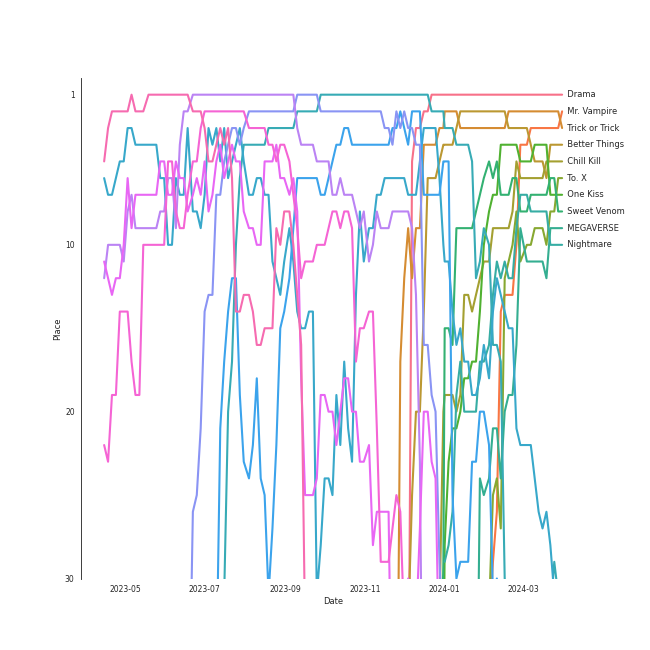 1
10
20
30
Place
2023-05
2023-07
2023-09
2023-11
2024-01
2024-03
Date
Drama
Mr. Vampire
Trick or Trick
Better Things
Chill Kill
To. X
One Kiss
Sweet Venom
MEGAVERSE
Nightmare